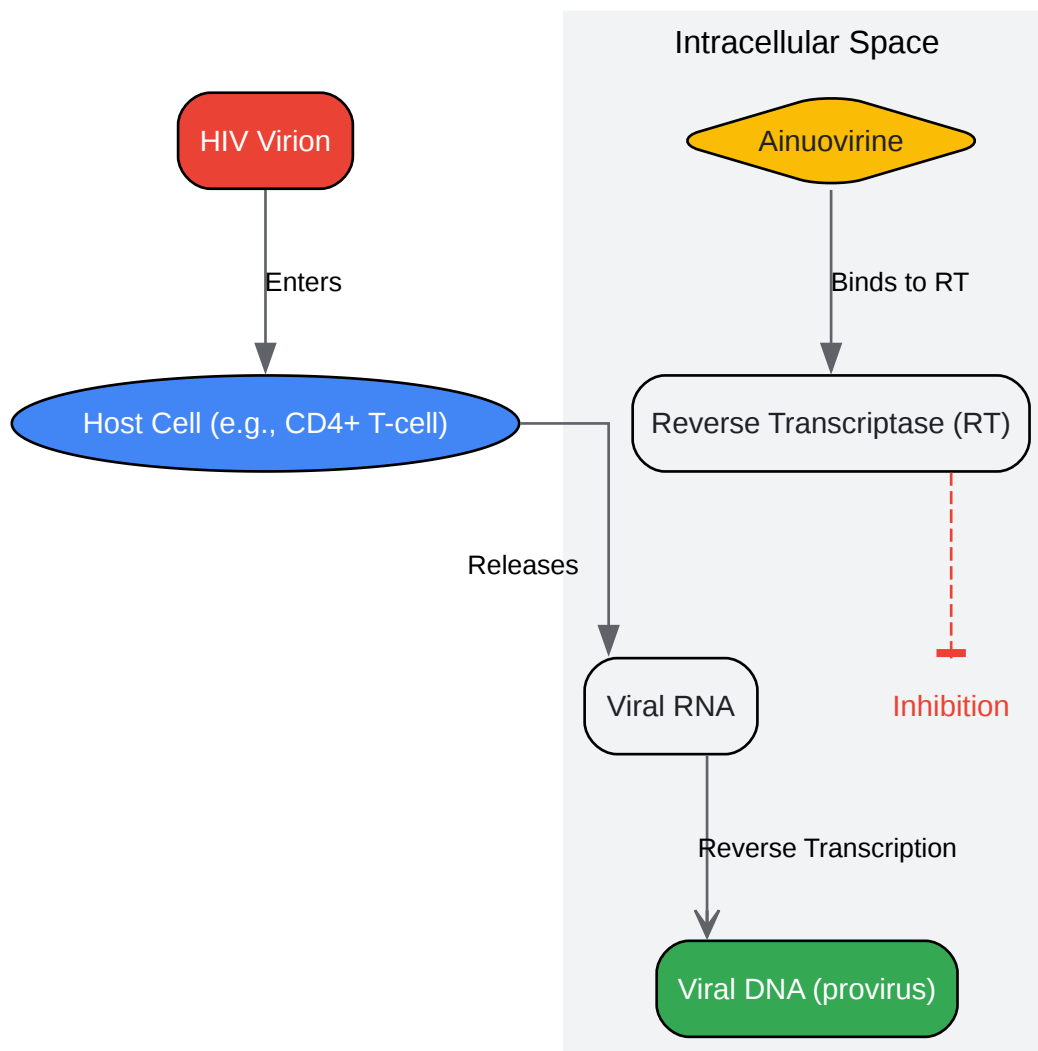 Intracellular Space
HIV Virion
Ainuovirine
Enters
Binds to RT
Host Cell (e.g., CD4+ T-cell)
Reverse Transcriptase (RT)
Releases
Viral RNA
Inhibition
Reverse Transcription
Viral DNA (provirus)